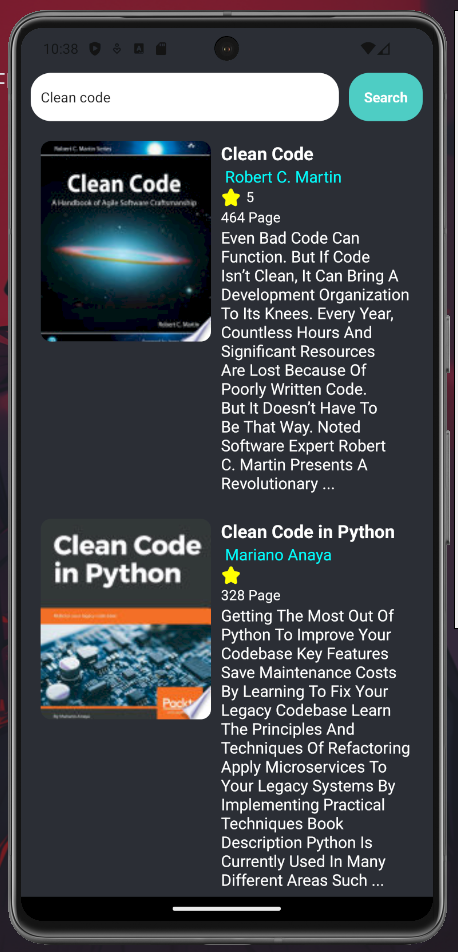 10:38
Clean code
Search
Robert C. Martin Series
Clean Code
A Handbook of Agile Software Craftsmanship
Robert C. Martin
Clean Code
Robert C. Martin
5
464 Page
Even Bad Code Can
Function. But If Code
Isn’t Clean, It Can Bring A
Development Organization
To Its Knees. Every Year,
Countless Hours And
Significant Resources
Are Lost Because Of
Poorly Written Code.
But It Doesn’t Have To
Be That Way. Noted
Software Expert Robert
C. Martin Presents A
Revolutionary ...
Clean Code
in Python
Packt
By Mariano Anaya
Clean Code in Python
Mariano Anaya
328 Page
Getting The Most Out Of
Python To Improve Your
Codebase Key Features
Save Maintenance Costs
By Learning To Fix Your
Legacy Codebase Learn
The Principles And
Techniques Of Refactoring
Apply Microservices To
Your Legacy Systems By
Implementing Practical
Techniques Book
Description Python Is
Currently Used In Many
Different Areas Such ...